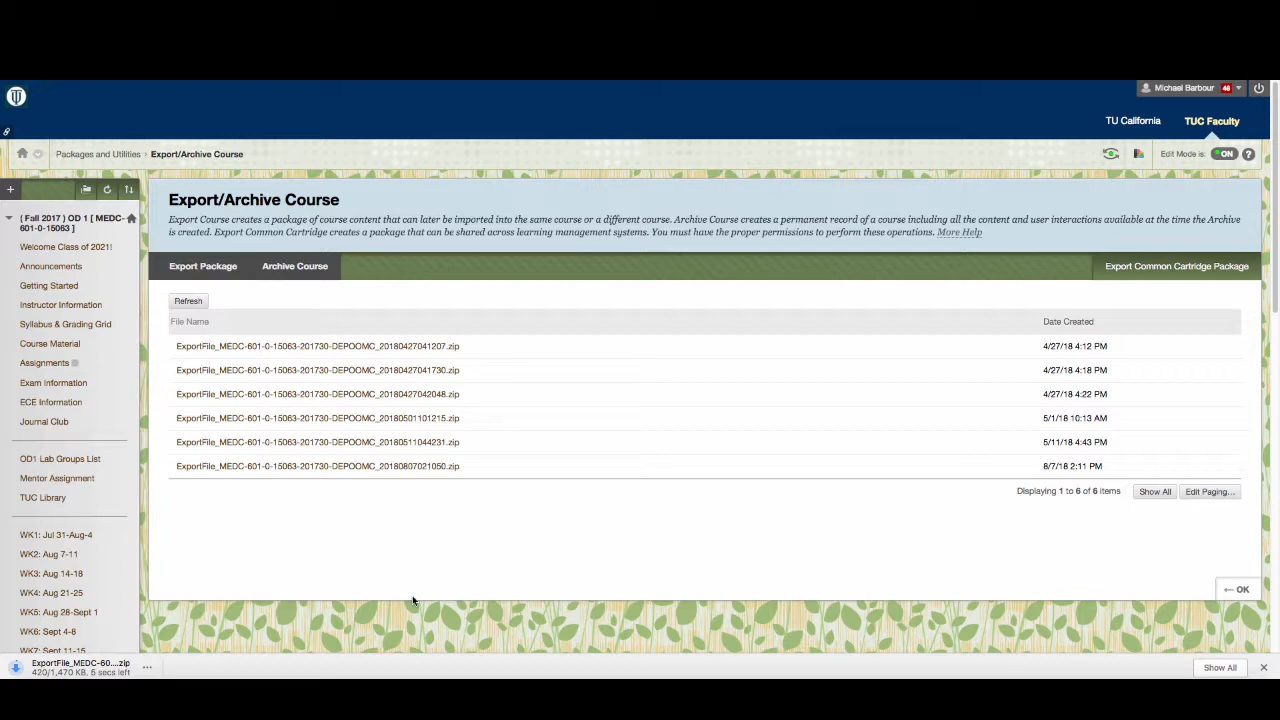 Michael Barbour 46
TU California TUC Faculty
Packages and Utilities Export/Archive Course
Edit Mode is: ON ?
( Fall 2017 ) OD 1 [ MEDC-
601-0-15063 ]
Welcome Class of 2021!
Announcements
Getting Started
Instructor Information
Syllabus & Grading Grid
Course Material
Assignments
Exam Information
ECE Information
Journal Club
OD1 Lab Groups List
Mentor Assignment
TUC Library
WK1: Jul 31-Aug-4
WK2: Aug 7-11
WK3: Aug 14-18
WK4: Aug 21-25
WK5: Aug 28-Sept 1
WK6: Sept 4-8
WK7: Sept 11-15
Export/Archive Course
Export Course creates a package of course content that can later be imported into the same course or a different course. Archive Course creates a permanent record of a course including all the content and user interactions available at the time the Archive
is created. Export Common Cartridge creates a package that can be shared across learning management systems. You must have the proper permissions to perform these operations. More Help
Export Package Archive Course Export Common Cartridge Package
Refresh
File Name Date Created
ExportFile_MEDC-601-0-15063-201730-DEPOOMC_20180427041207.zip 4/27/18 4:12 PM
ExportFile_MEDC-601-0-15063-201730-DEPOOMC_20180427041730.zip 4/27/18 4:18 PM
ExportFile_MEDC-601-0-15063-201730-DEPOOMC_20180427042048.zip 4/27/18 4:22 PM
ExportFile_MEDC-601-0-15063-201730-DEPOOMC_20180501101215.zip 5/1/18 10:13 AM
ExportFile_MEDC-601-0-15063-201730-DEPOOMC_20180511044231.zip 5/11/18 4:43 PM
ExportFile_MEDC-601-0-15063-201730-DEPOOMC_20180807021050.zip 8/7/18 2:11 PM
Displaying 1 to 6 of 6 items Show All Edit Paging...
← OK
ExportFile_MEDC-60....zip
420/1,470 KB, 5 secs left
Show All